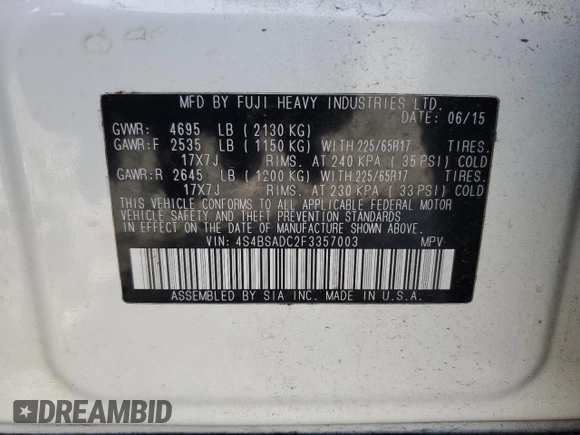 MFD BY FUJI HEAVY INDUSTRIES LTD.
DATE: 06/15
GVWR: 4695 LB ( 2130 KG)
GAWR:F 2535 LB ( 1150 KG) WITH 225/65R17 TIRES.
17X7J RIMS. AT 240 KPA ( 35 PSI) COLD
GAWR:R 2645 LB ( 1200 KG) WITH 225/65R17 TIRES.
17X7J RIMS. AT 230 KPA ( 33 PSI) COLD
THIS VEHICLE CONFORMS TO ALL APPLICABLE FEDERAL MOTOR
VEHICLE SAFETY AND THEFT PREVENTION STANDARDS
IN EFFECT ON THE DATE OF MANUFACTURE SHOWN ABOVE.
VIN: 4S4BSADC2F3357003 MPV
ASSEMBLED BY SIA INC. MADE IN U.S.A.
DREAMBID